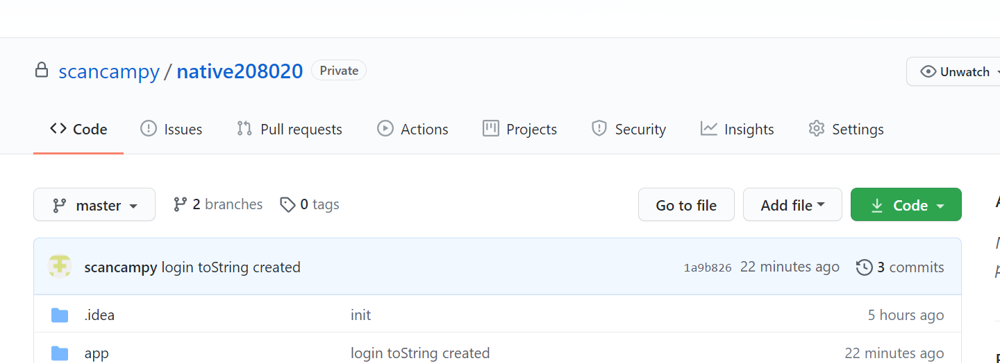 scancampy / native208020 Private Unwatch
Code Issues Pull requests Actions Projects Security Insights Settings
master 2 branches 0 tags Go to file Add file Code
scancampy login toString created 1a9b826 22 minutes ago 3 commits
.idea init 5 hours ago
app login toString created 22 minutes ago